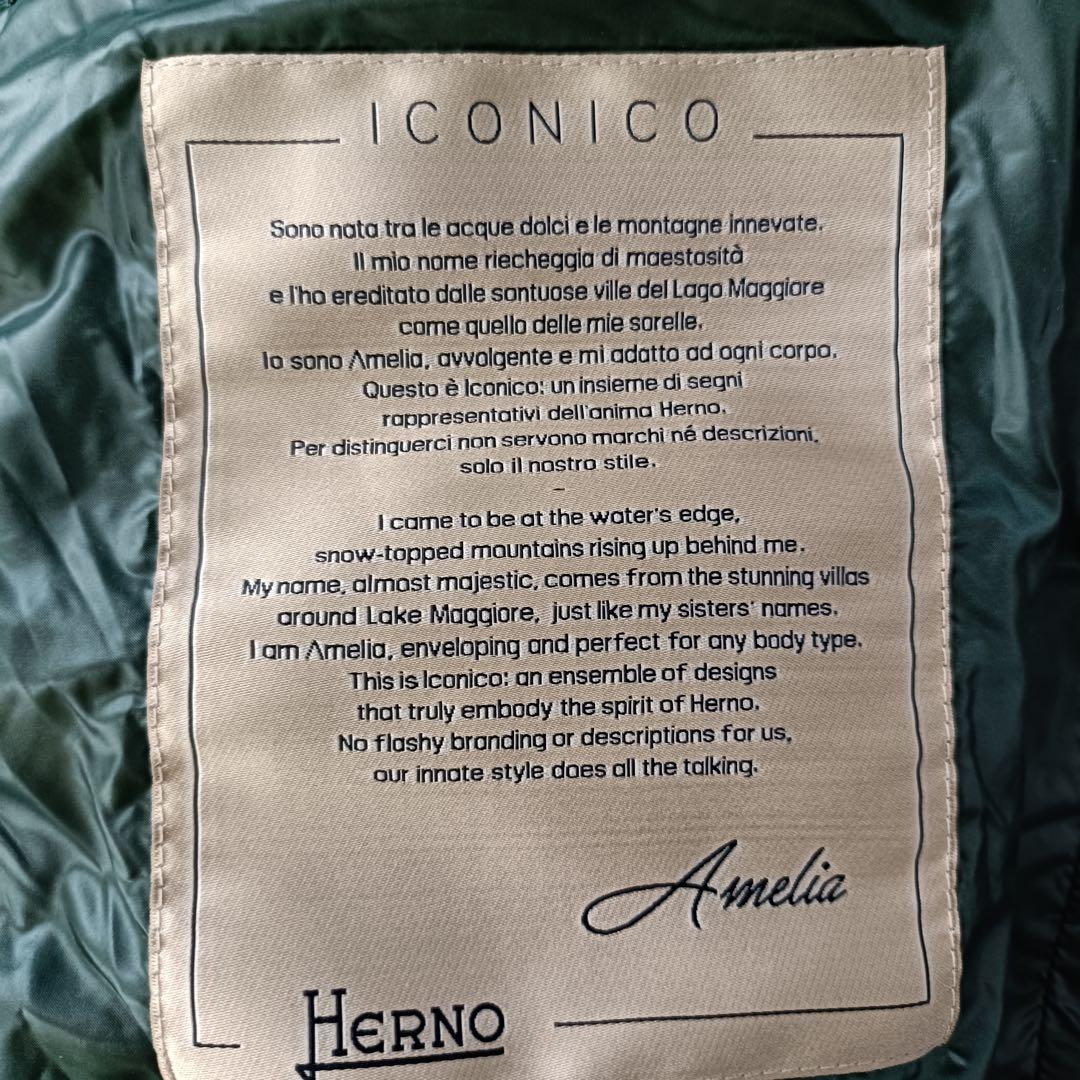 ICONICO
Sono nata tra le acque dolci e le montagne innevate.
Il mio nome riecheggia di maestosità
e l'ho ereditato dalle sontuose ville del Lago Maggiore
come quello delle mie sorelle.
Io sono Amelia, avvolgente e mi adatto ad ogni corpo.
Questo è Iconico: un insieme di segni
rappresentativi dell'anima Herno.
Per distinguerci non servono marchi né descrizioni,
solo il nostro stile.
–
I came to be at the water's edge,
snow-topped mountains rising up behind me.
My name, almost majestic, comes from the stunning villas
around Lake Maggiore, just like my sisters' names.
I am Amelia, enveloping and perfect for any body type.
This is Iconico: an ensemble of designs
that truly embody the spirit of Herno.
No flashy branding or descriptions for us,
our innate style does all the talking.
Amelia
HERNO